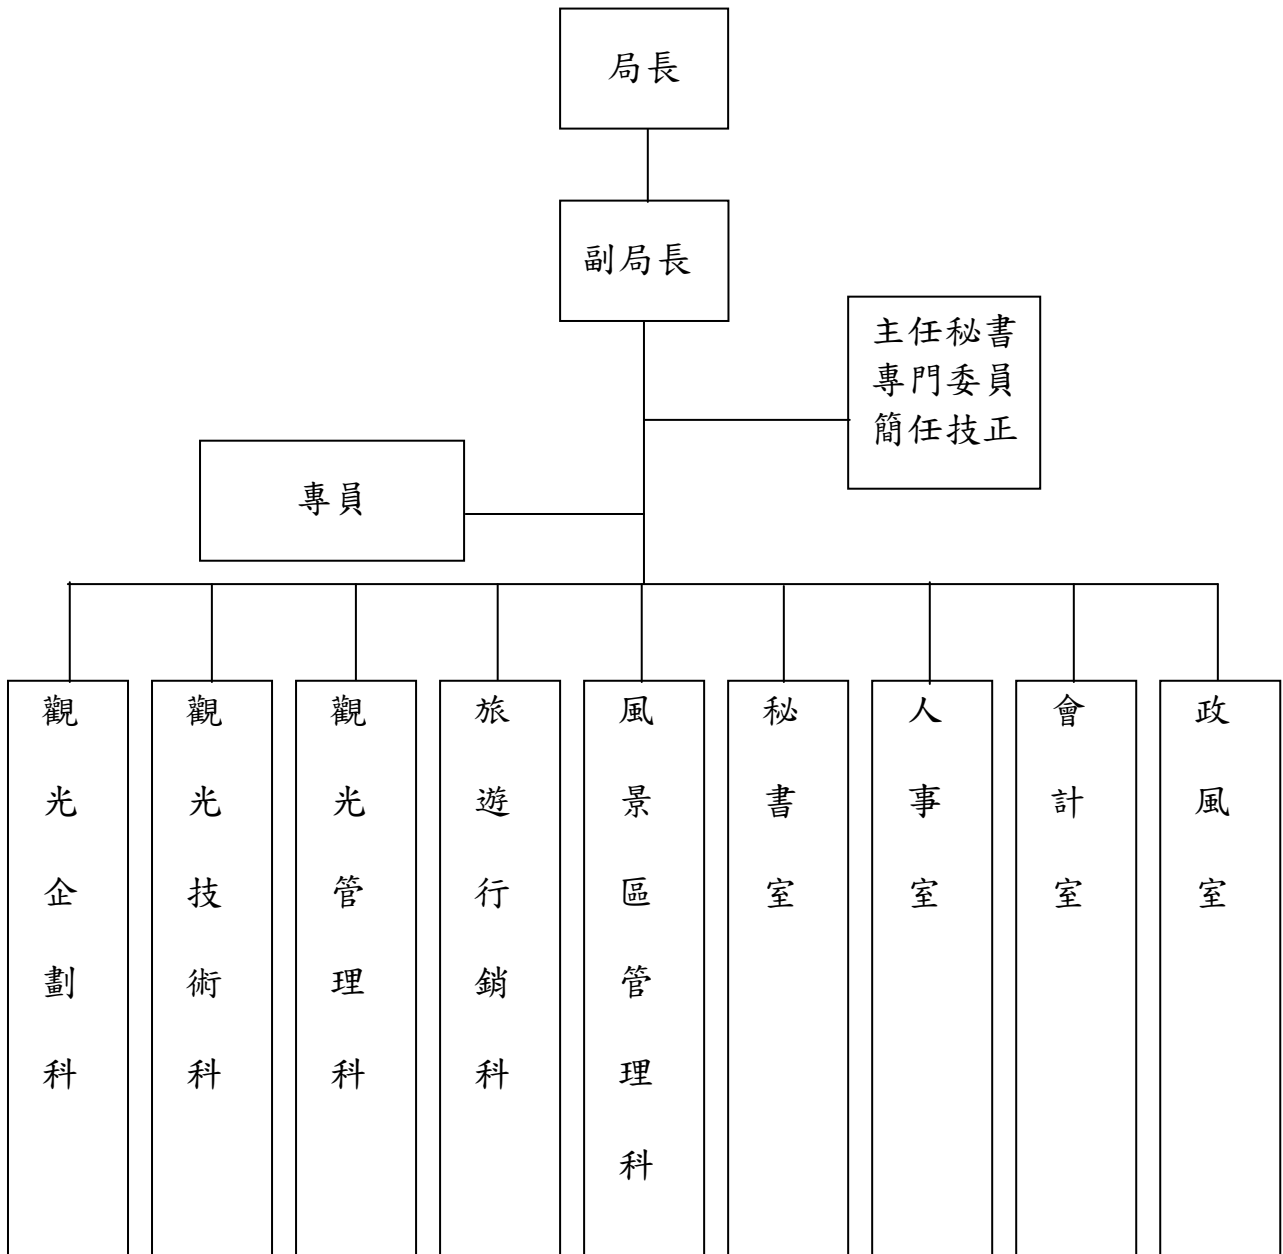 局長
副局長
主任秘書
專門委員
簡任技正
專員
觀光企劃科
觀光技術科
觀光管理科
旅遊行銷科
風景區管理科
秘書室
人事室
會計室
政風室